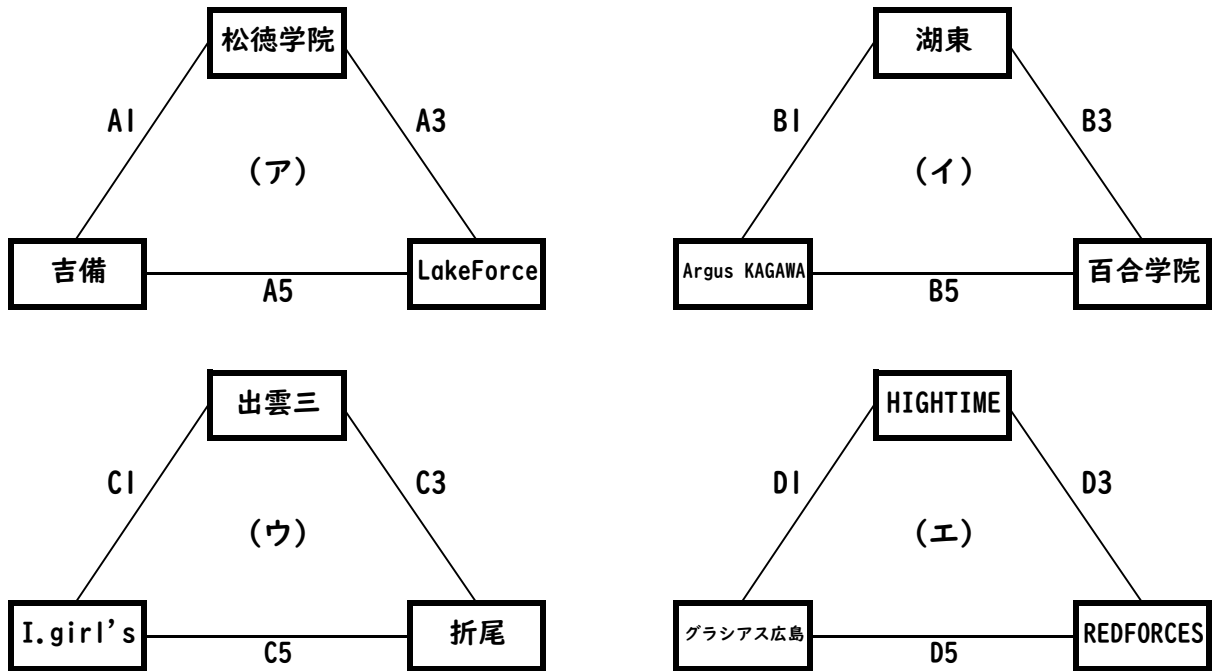 松徳学院
A1
A3
(ア)
吉備
LakeForce
A5
湖東
B1
B3
(イ)
Argus KAGAWA
百合学院
B5
出雲三
C1
C3
(ウ)
I.girl's
折尾
C5
HIGHTIME
D1
D3
(エ)
グラシアス広島
REDFORCES
D5